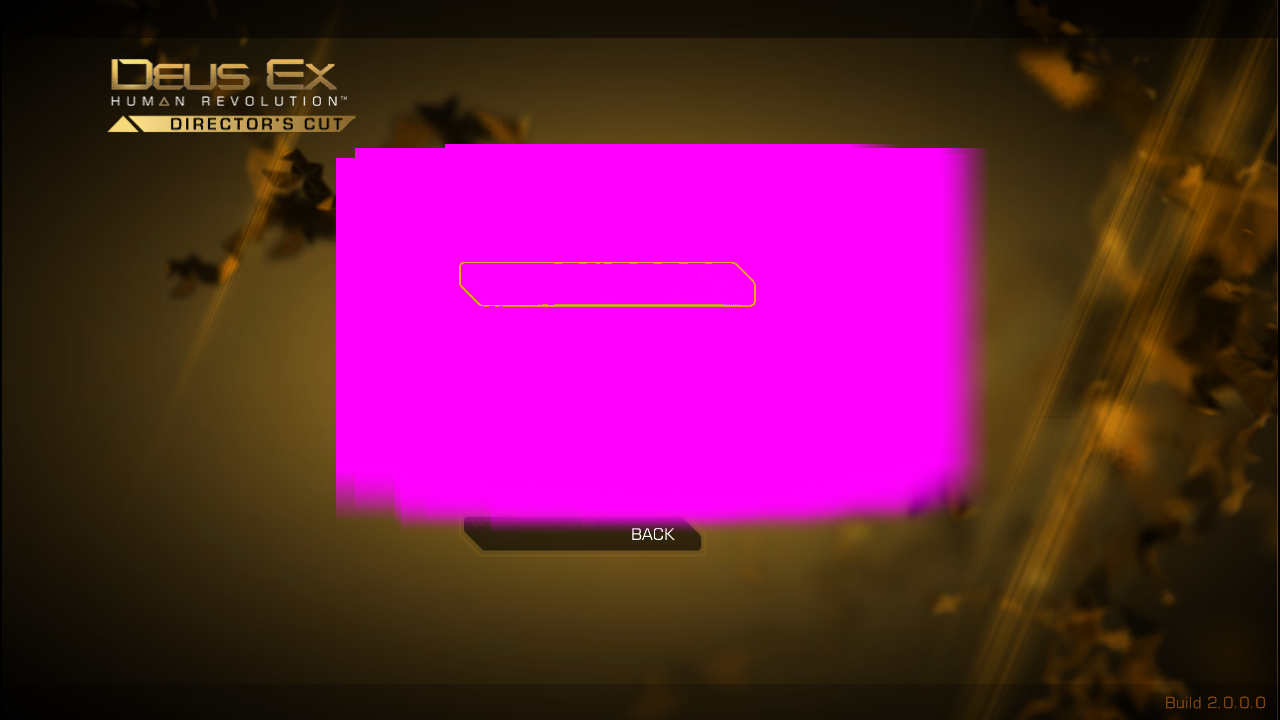 DEUS EX
HUMAN REVOLUTION™
DIRECTOR'S CUT
BACK
Build 2.0.0.0